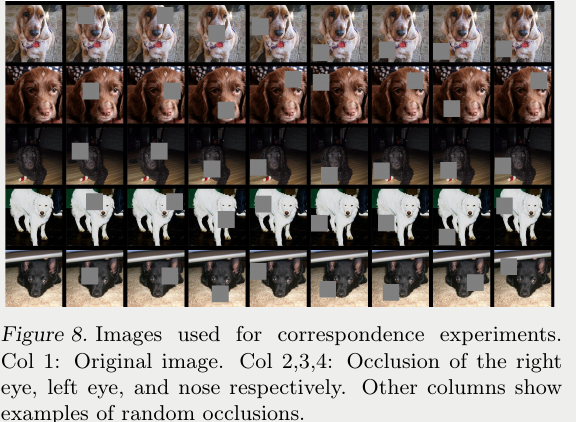 Figure 8. Images used for correspondence experiments.
Col 1: Original image. Col 2,3,4: Occlusion of the right
eye, left eye, and nose respectively. Other columns show
examples of random occlusions.